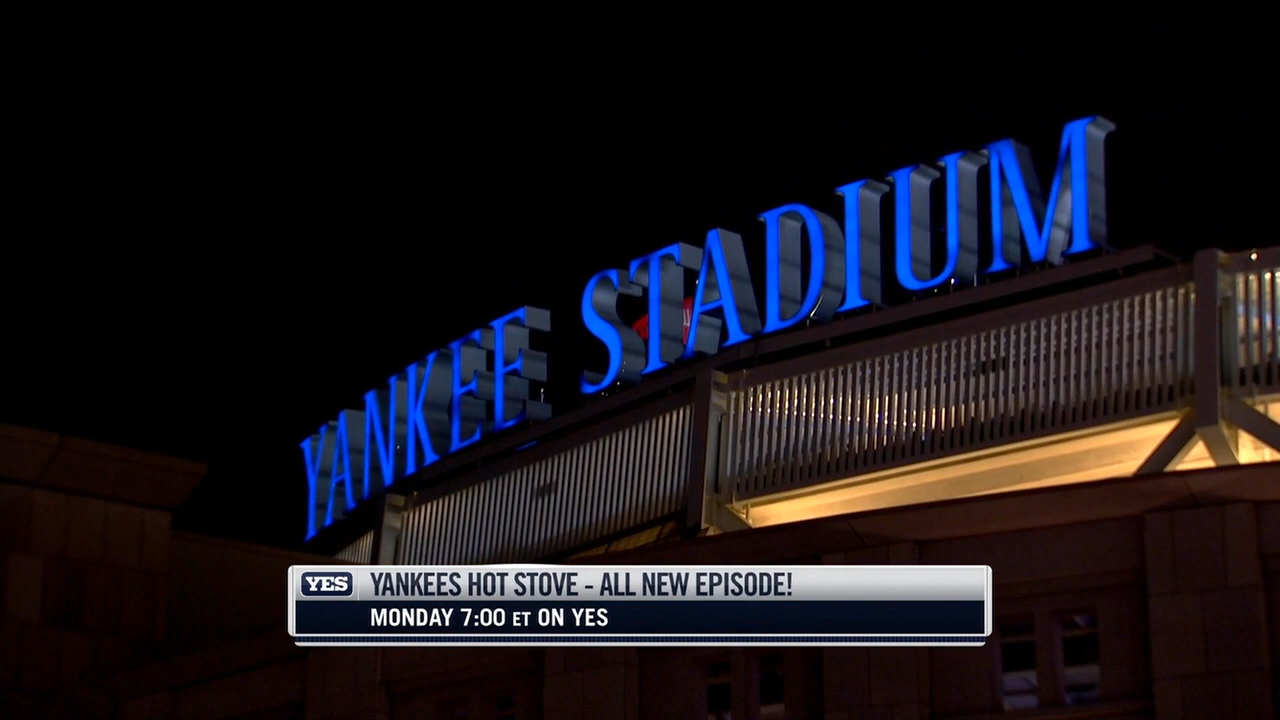 YANKEE STADIUM
YES YANKEES HOT STOVE - ALL NEW EPISODE!
MONDAY 7:00 ET ON YES